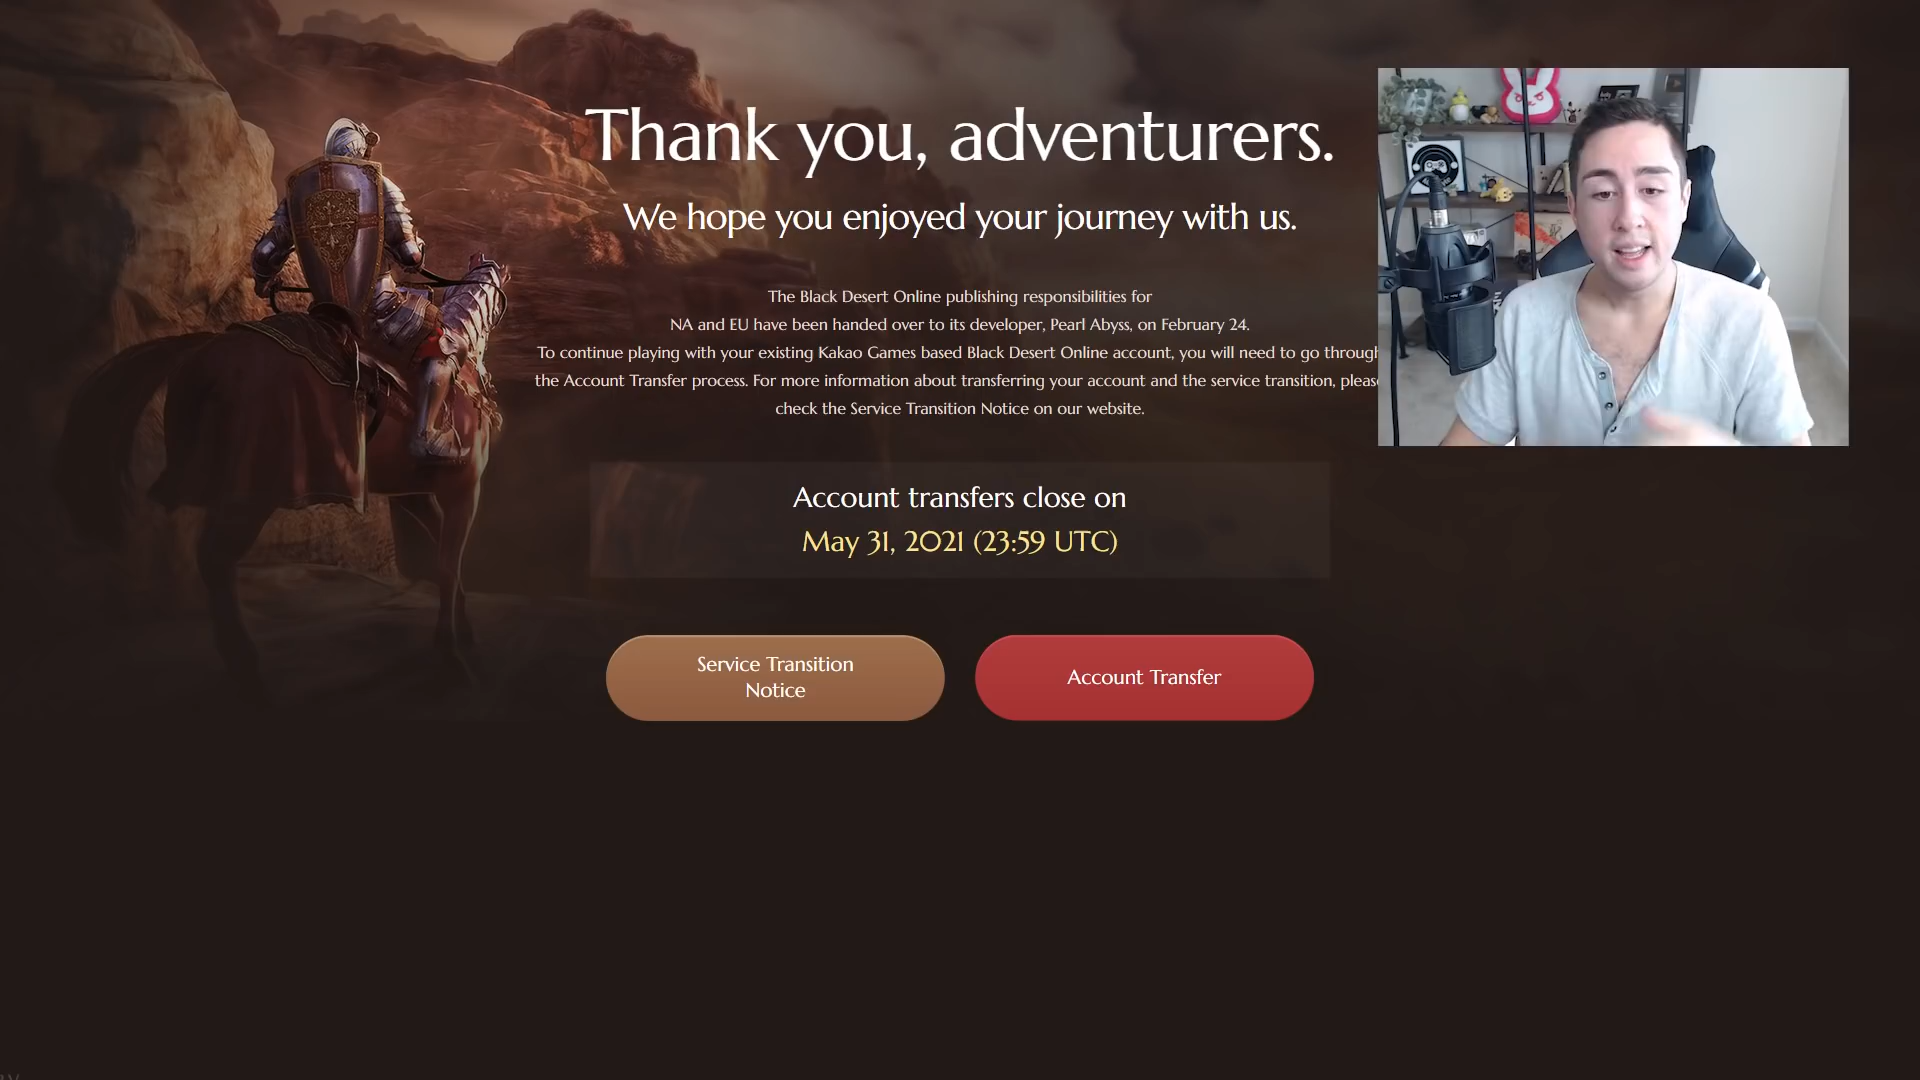 Thank you, adventurers.
We hope you enjoyed your journey with us.
The Black Desert Online publishing responsibilities for
NA and EU have been handed over to its developer, Pearl Abyss, on February 24.
To continue playing with your existing Kakao Games based Black Desert Online account, you will need to go through
the Account Transfer process. For more information about transferring your account and the service transition, please
check the Service Transition Notice on our website.
Account transfers close on
May 31, 2021 (23:59 UTC)
Service Transition
Notice
Account Transfer